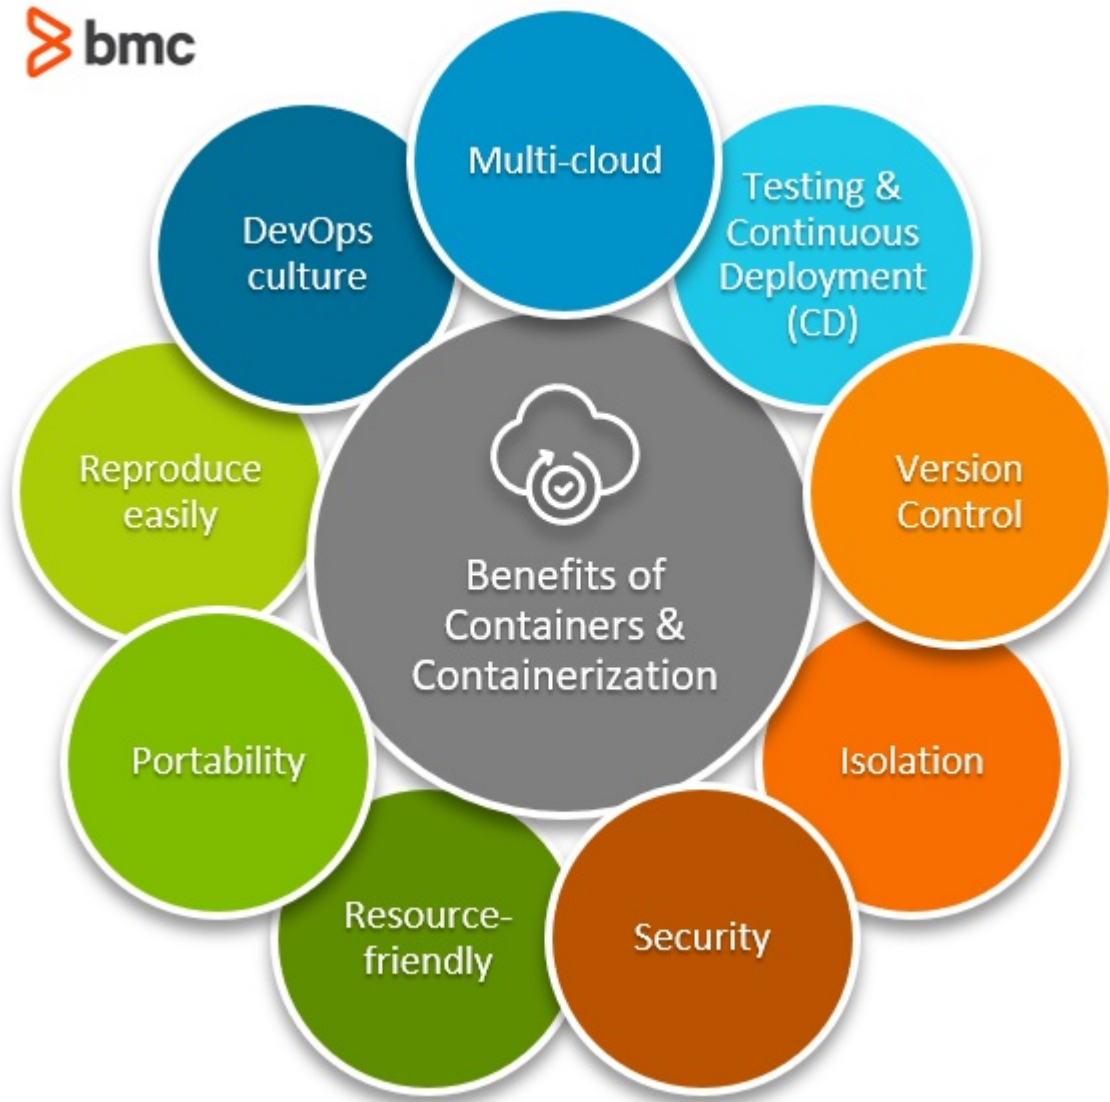 bmc
Multi-cloud
Testing &
Continuous
Deployment
(CD)
Version
Control
Isolation
Security
Resource-
friendly
Portability
Reproduce
easily
DevOps
culture
Benefits of
Containers &
Containerization